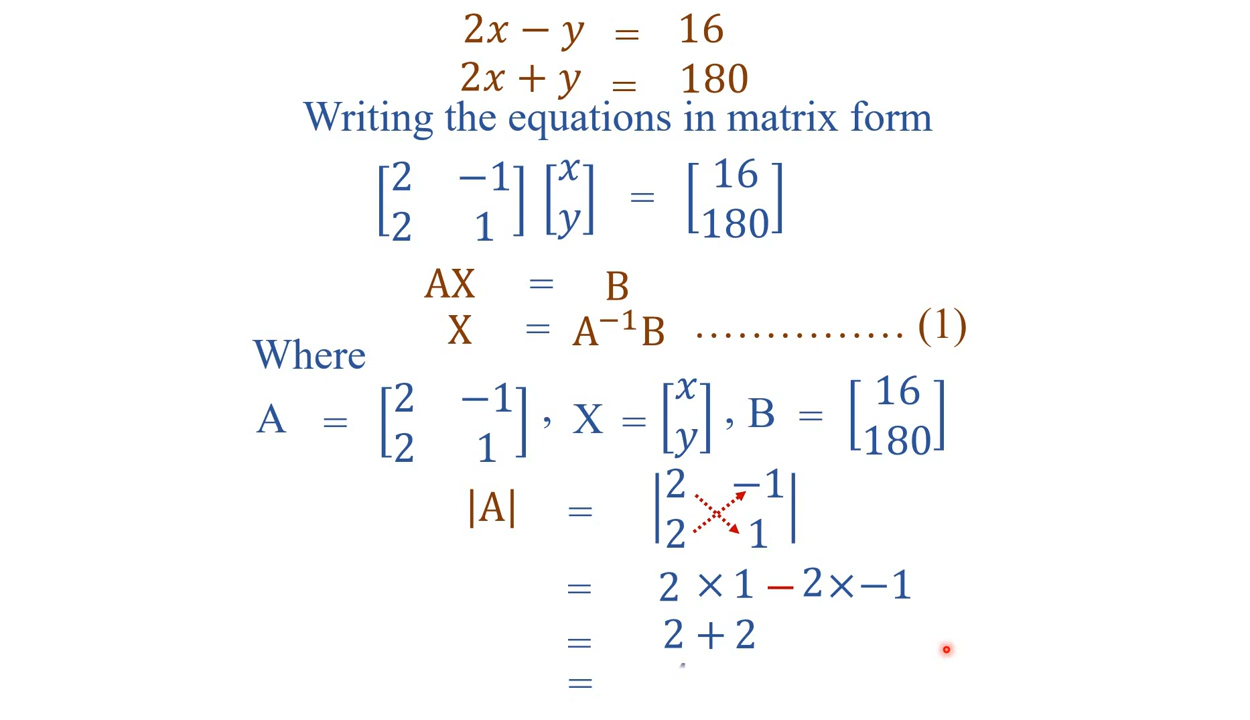 2x − y = 16
2x + y = 180
Writing the equations in matrix form
[2 −1] [x] = [16]
[2 1] [y] [180]
AX = B
X = A⁻¹B ............... (1)
Where
A = [2 −1], X = [x], B = [16]
[2 1] [y] [180]
|A| = |2 −1|
|2 1|
= 2 × 1 − 2×−1
= 2 + 2
=